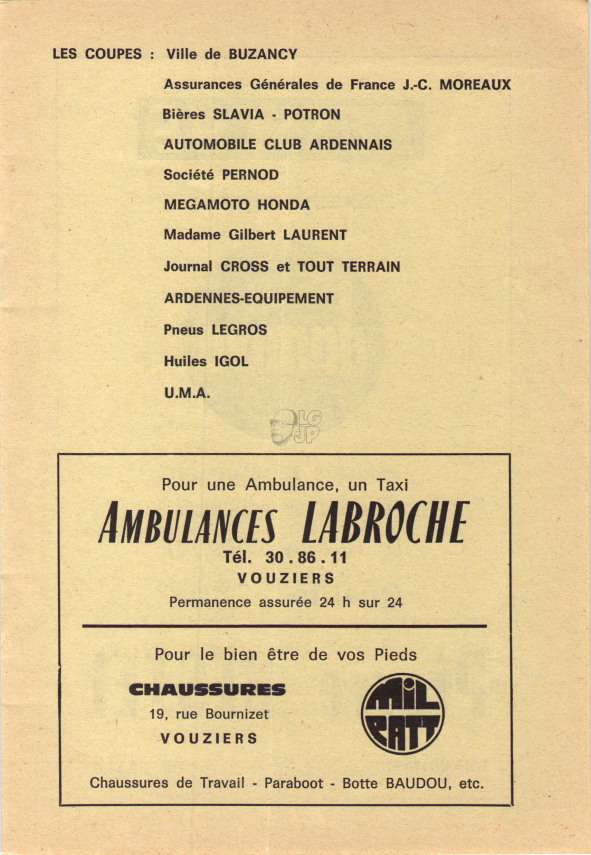 LES COUPES : Ville de BUZANCY
Assurances Générales de France J.-C. MOREAUX
Bières SLAVIA - POTRON
AUTOMOBILE CLUB ARDENNAIS
Société PERNOD
MEGAMOTO HONDA
Madame Gilbert LAURENT
Journal CROSS et TOUT TERRAIN
ARDENNES-EQUIPEMENT
Pneus LEGROS
Huiles IGOL
U.M.A.
LG
JP
Pour une Ambulance, un Taxi
AMBULANCES LABROCHE
Tél. 30.86.11
VOUZIERS
Permanence assurée 24 h sur 24
Pour le bien être de vos Pieds
CHAUSSURES
19, rue Bournizet
VOUZIERS
MIL
PATT
Chaussures de Travail - Paraboot - Botte BAUDOU, etc.